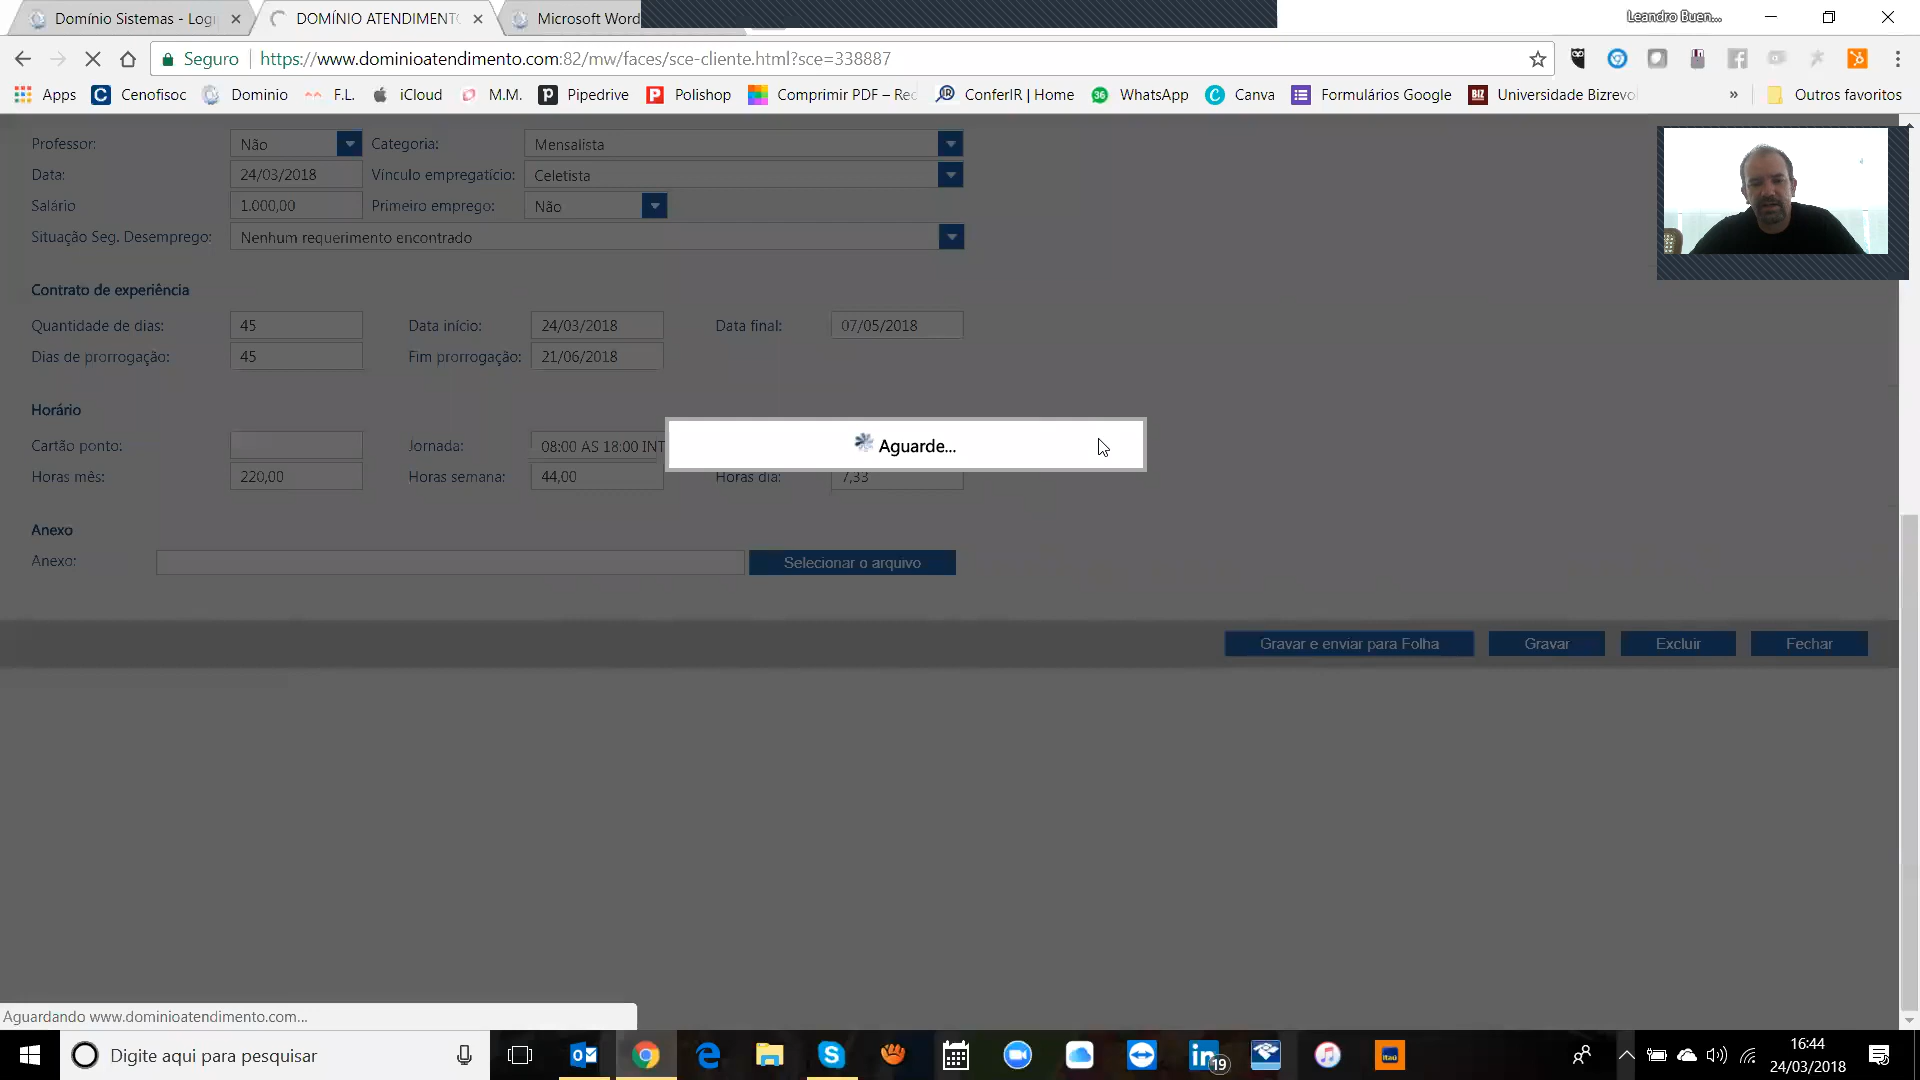 Domínio Sistemas - Logi
DOMÍNIO ATENDIMENTO
Microsoft Word
Leandro Buen...
Seguro
https://www.dominioatendimento.com:82/mw/faces/sce-cliente.html?sce=338887
Apps Cenofisoc Dominio F.L. iCloud M.M. Pipedrive Polishop Comprimir PDF – Red ConferIR | Home WhatsApp Canva Formulários Google Universidade Bizrevo » Outros favoritos
Professor: Não Categoria: Mensalista
Data: 24/03/2018 Vínculo empregatício: Celetista
Salário 1.000,00 Primeiro emprego: Não
Situação Seg. Desemprego: Nenhum requerimento encontrado
Contrato de experiência
Quantidade de dias: 45 Data início: 24/03/2018 Data final: 07/05/2018
Dias de prorrogação: 45 Fim prorrogação: 21/06/2018
Horário
Cartão ponto: Jornada: 08:00 AS 18:00 INT
Aguarde...
Horas mês: 220,00 Horas semana: 44,00 Horas dia: 7,33
Anexo
Anexo: Selecionar o arquivo
Gravar e enviar para Folha Gravar Excluir Fechar
Aguardando www.dominioatendimento.com...
Digite aqui para pesquisar
19
16:44
24/03/2018